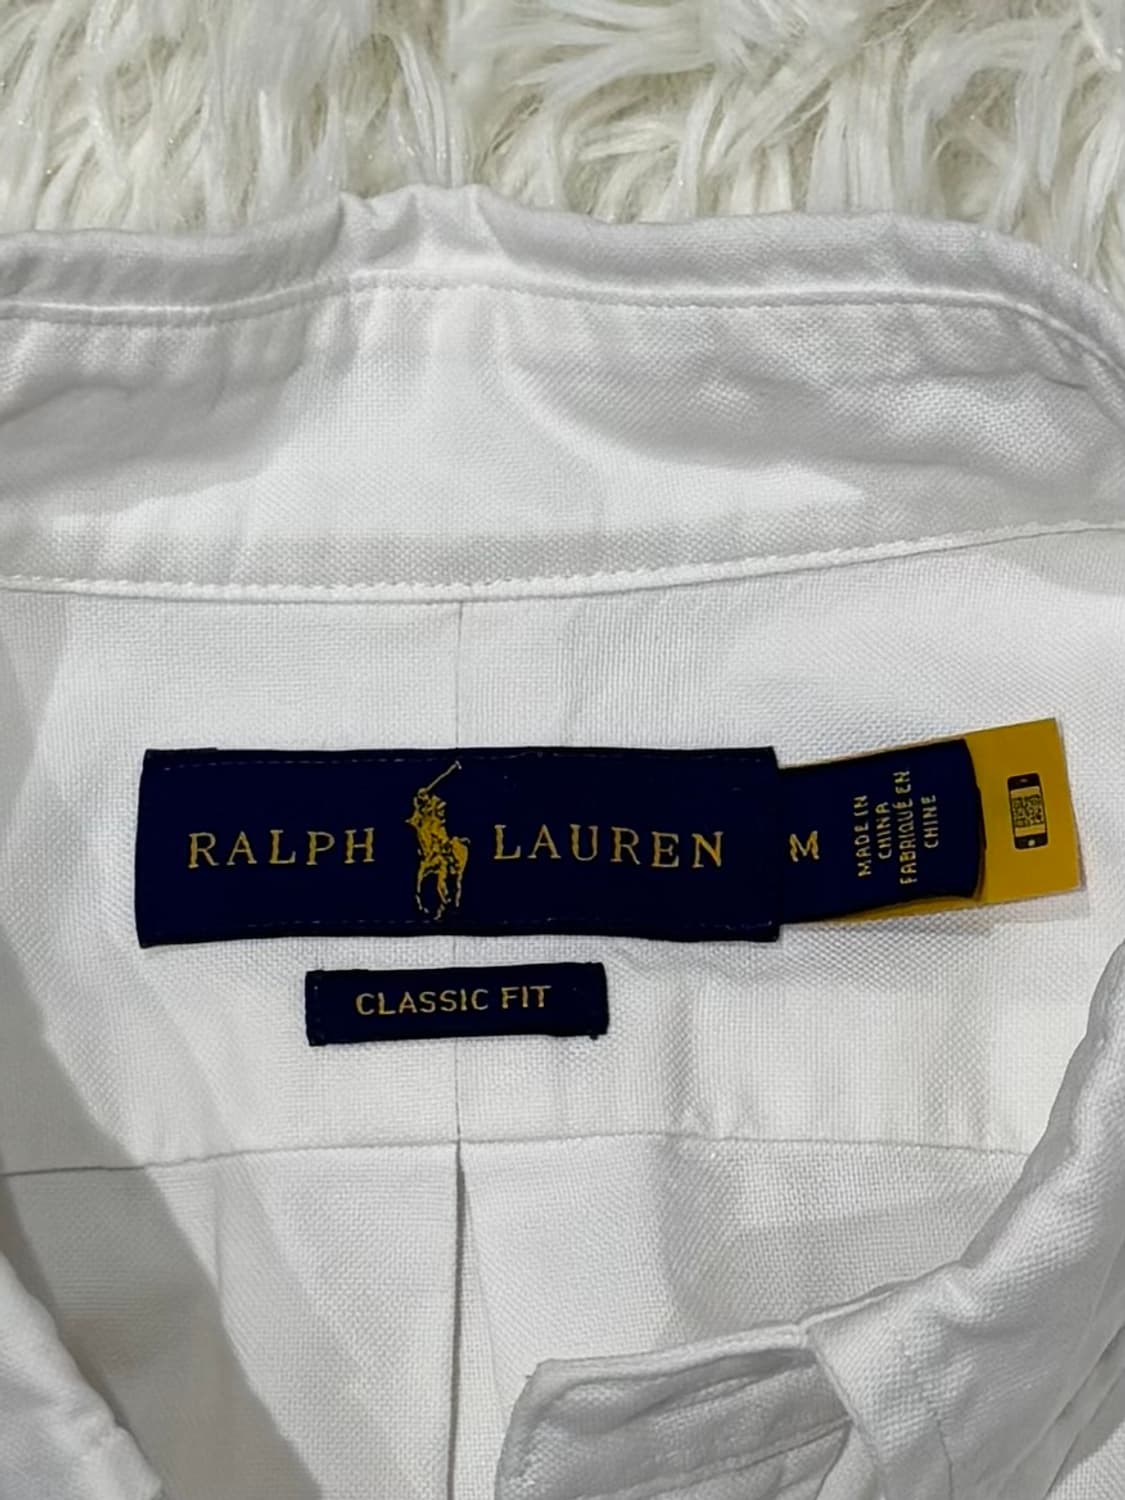 RALPH LAUREN
M
MADE IN
CHINA
FABRIQUÉ EN
CHINE
CLASSIC FIT